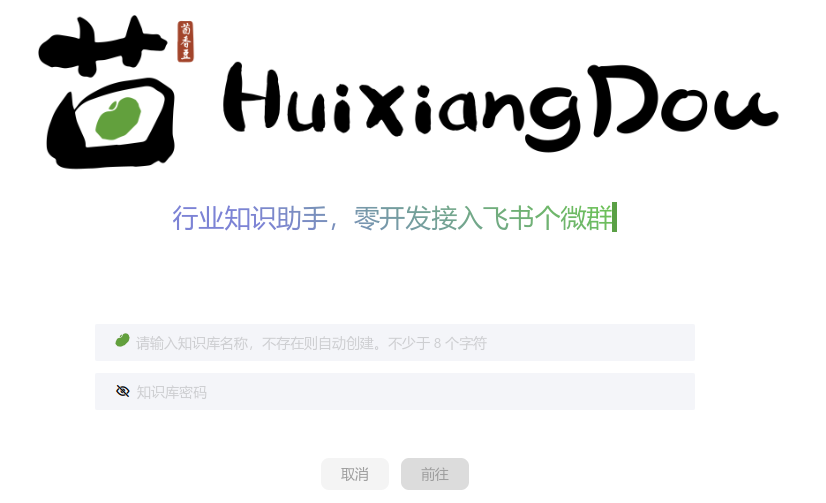 茴
茴香豆
HuixiangDou
行业知识助手，零开发接入飞书个微群
请输入知识库名称，不存在则自动创建。不少于 8 个字符
知识库密码
取消
前往